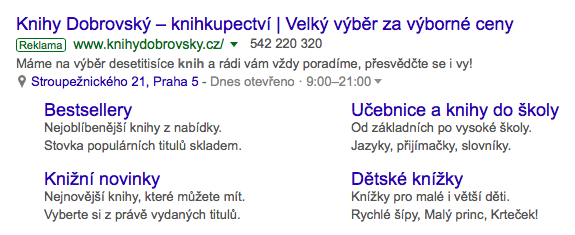 Knihy Dobrovský – knihkupectví | Velký výběr za výborné ceny
Reklama www.knihydobrovsky.cz/ 542 220 320
Máme na výběr desetitisíce knih a rádi vám vždy poradíme, přesvědčte se i vy!
Stroupežnického 21, Praha 5 - Dnes otevřeno · 9:00–21:00
Bestsellery
Nejoblíbenější knihy z nabídky.
Stovka populárních titulů skladem.
Učebnice a knihy do školy
Od základních po vysoké školy.
Jazyky, přijímačky, slovníky.
Knižní novinky
Nejnovější knihy, které můžete mít.
Vyberte si z právě vydaných titulů.
Dětské knížky
Knížky pro malé i větší děti.
Rychlé šípy, Malý princ, Krteček!